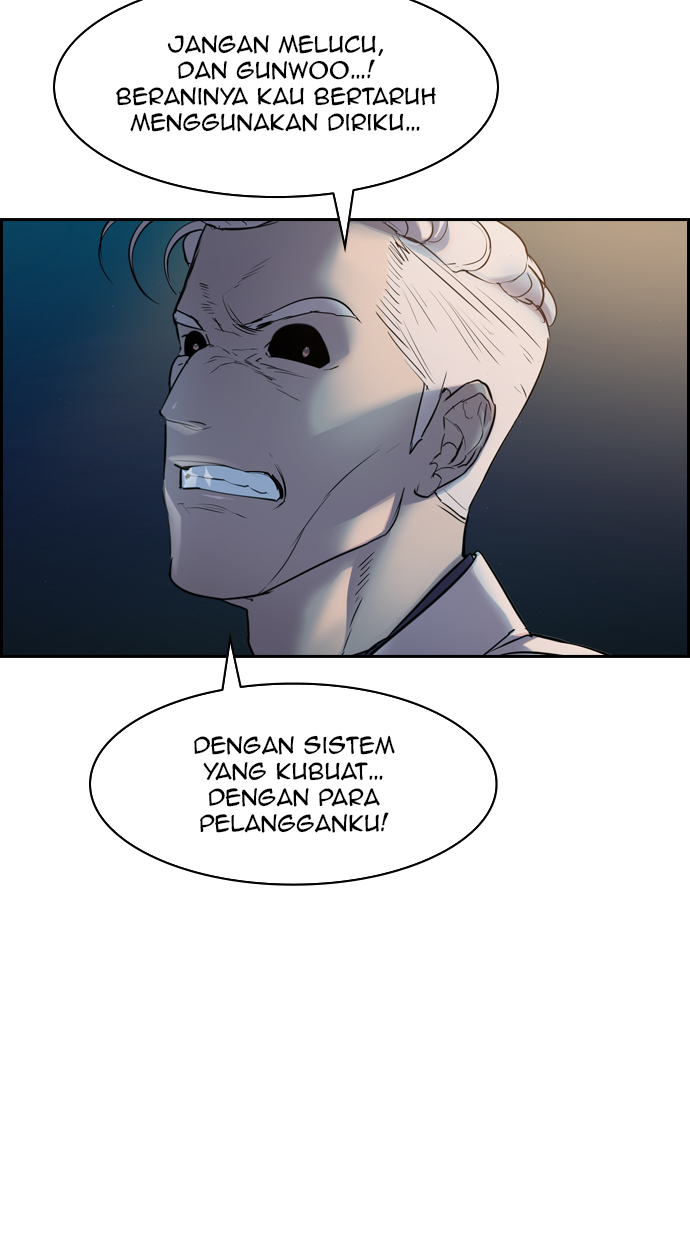 JANGAN MELUCU,
DAN GUNWOO...!
BERANINYA KAU BERTARUH
MENGGUNAKAN DIRIKU...
DENGAN SISTEM
YANG KUBUAT...
DENGAN PARA
PELANGGANKU!